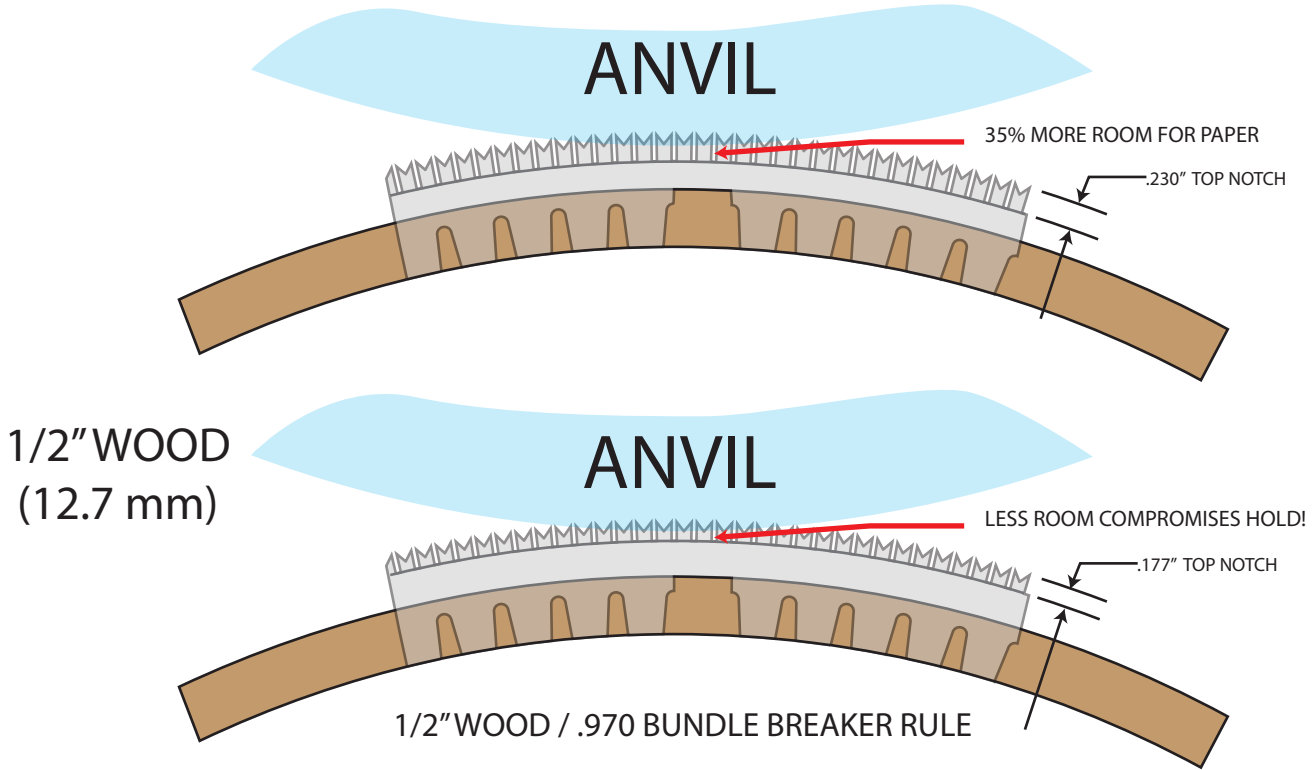 ANVIL
35% MORE ROOM FOR PAPER
.230” TOP NOTCH
1/2” WOOD
(12.7 mm)
ANVIL
LESS ROOM COMPROMISES HOLD!
.177” TOP NOTCH
1/2” WOOD / .970 BUNDLE BREAKER RULE